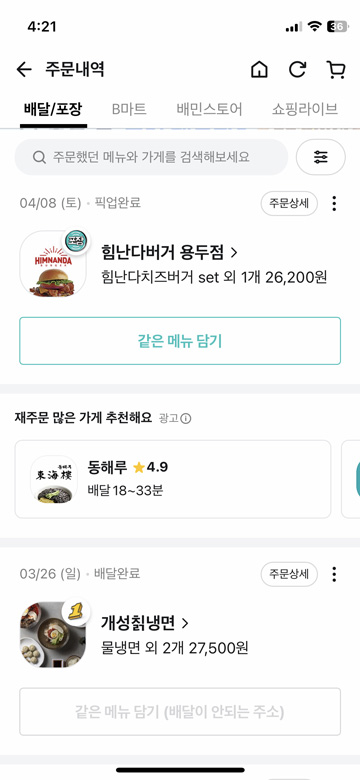 4:21
36
주문내역
배달/포장 B마트 배민스토어 쇼핑라이브
주문했던 메뉴와 가게를 검색해보세요
04/08 (토) · 픽업완료 주문상세
포장
HIMNANDA
BURGER
힘난다버거 용두점
힘난다치즈버거 set 외 1개 26,200원
같은 메뉴 담기
재주문 많은 가게 추천해요 광고
동해루
東海樓
동해루 4.9
배달 18~33분
03/26 (일) · 배달완료 주문상세
1
개성칡냉면
물냉면 외 2개 27,500원
같은 메뉴 담기 (배달이 안되는 주소)